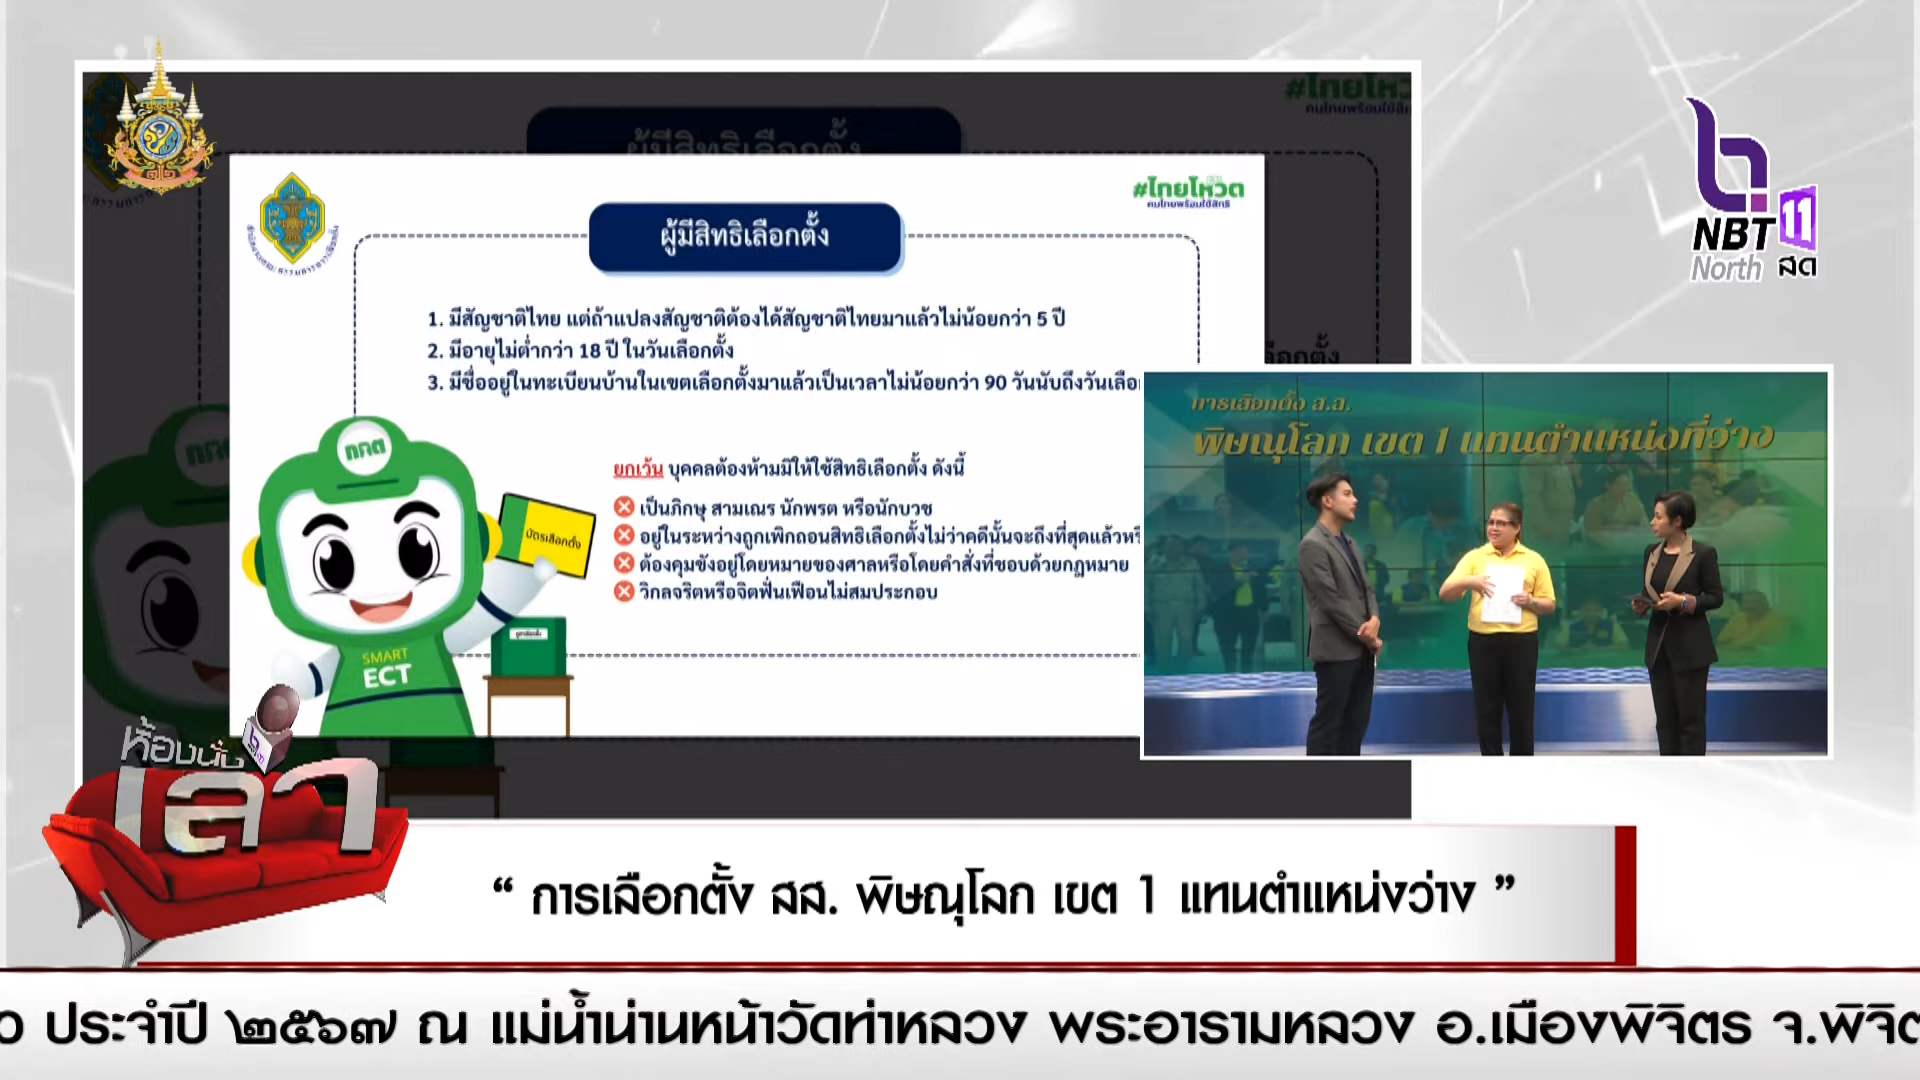 #ไทยโหวต
คนไทยพร้อมใช้สิทธิ
ผู้มีสิทธิเลือกตั้ง
1. มีสัญชาติไทย แต่ถ้าแปลงสัญชาติต้องได้สัญชาติไทยมาแล้วไม่น้อยกว่า 5 ปี
2. มีอายุไม่ต่ำกว่า 18 ปี ในวันเลือกตั้ง
3. มีชื่ออยู่ในทะเบียนบ้านในเขตเลือกตั้งมาแล้วเป็นเวลาไม่น้อยกว่า 90 วันนับถึงวันเลือ
กกต
บัตรเลือกตั้ง
SMART
ECT
ยกเว้น บุคคลต้องห้ามมิให้ใช้สิทธิเลือกตั้ง ดังนี้
เป็นภิกษุ สามเณร นักพรต หรือนักบวช
อยู่ในระหว่างถูกเพิกถอนสิทธิเลือกตั้งไม่ว่าคดีนั้นจะถึงที่สุดแล้วหรื
ต้องคุมขังอยู่โดยหมายของศาลหรือโดยคำสั่งที่ชอบด้วยกฎหมาย
วิกลจริตหรือจิตฟั่นเฟือนไม่สมประกอบ
NBT 11
North สด
การเลือกตั้ง ส.ส.
พิษณุโลก เขต 1 แทนตำแหน่งที่ว่าง
ห้องนั่ง
เล่า
“ การเลือกตั้ง สส. พิษณุโลก เขต 1 แทนตำแหน่งว่าง ”
ประจำปี ๒๕๖๗ ณ แม่น้ำน่านหน้าวัดท่าหลวง พระอารามหลวง อ.เมืองพิจิตร จ.พิจิต